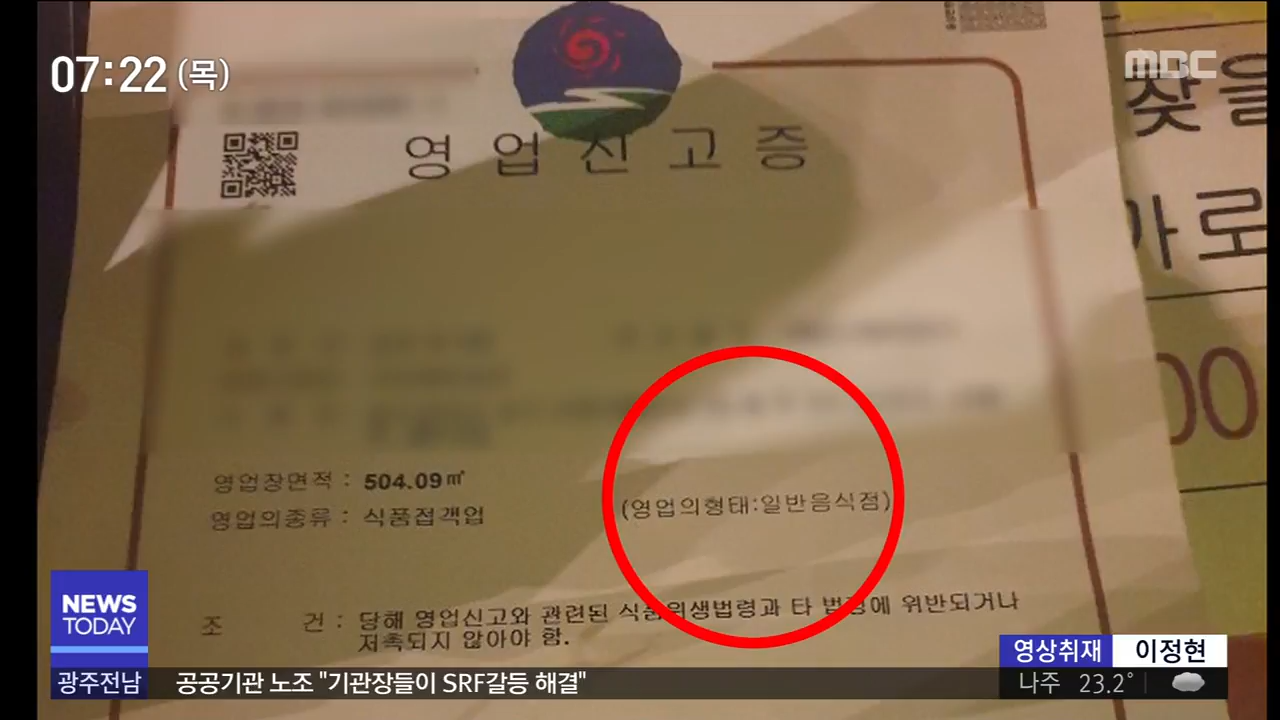 07:22 (목)
MBC
찾을
영업신고증
로
영업장면적 : 504.09㎡
00
영업의종류 : 식품접객업
(영업의형태:일반음식점)
조 건 : 당해 영업신고와 관련된 식품위생법령과 타 법령에 위반되거나
저촉되지 않아야 함.
NEWS
TODAY
영상취재 이정현
광주전남
공공기관 노조 "기관장들이 SRF갈등 해결"
나주 23.2°